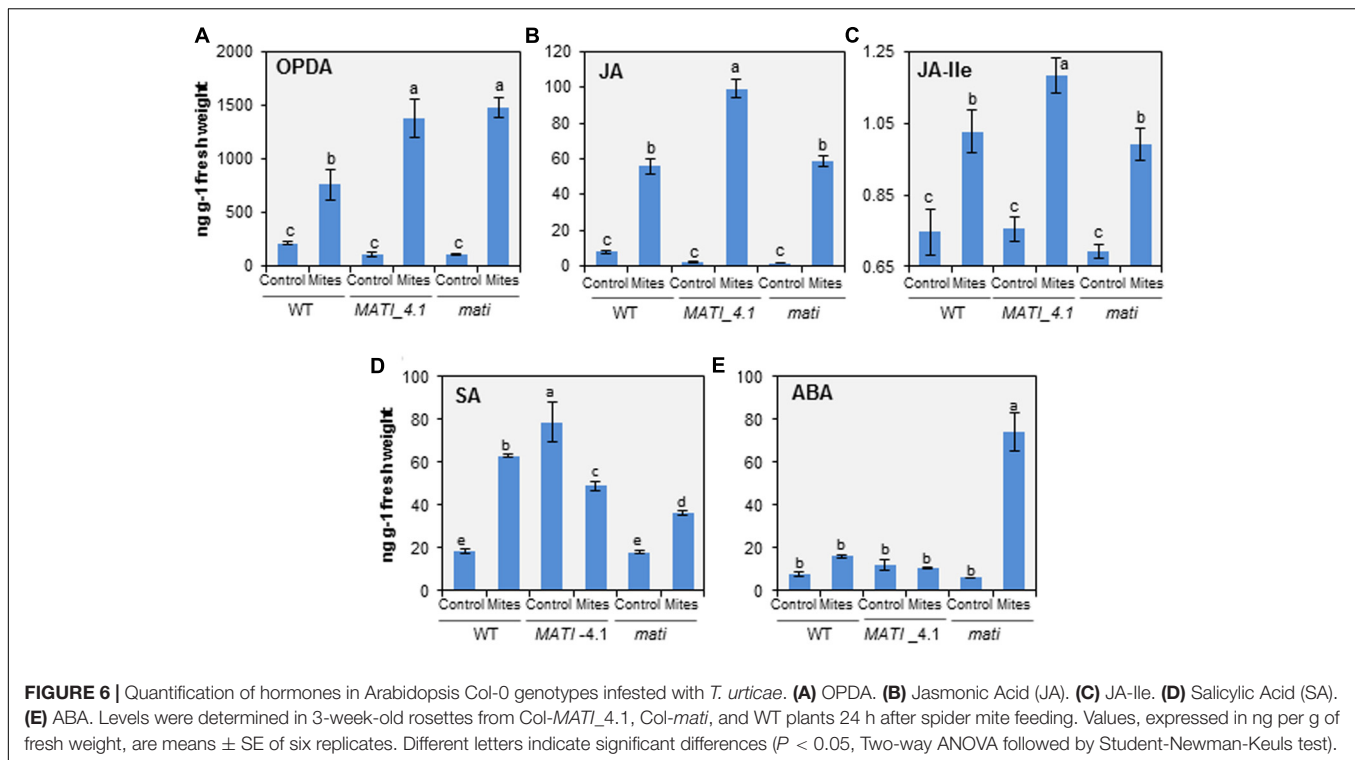 A
B
C
2000
1500
1000
500
0
ng g-1 fresh weight
OPDA
c
b
c
a
c
a
Control Mites Control Mites Control Mites
WT MATI_4.1 mati
120
100
80
60
40
20
0
JA
c
b
c
a
c
b
Control Mites Control Mites Control Mites
WT MATI_4.1 mati
1.25
1.05
0.85
0.65
JA-Ile
c
b
c
a
c
b
Control Mites Control Mites Control Mites
WT MATI_4.1 mati
D
E
100
80
60
40
20
0
ng g-1 fresh weight
SA
e
b
a
c
e
d
Control Mites Control Mites Control Mites
WT MATI -4.1 mati
100
80
60
40
20
0
ABA
b
b
b
b
b
a
Control Mites Control Mites Control Mites
WT MATI_4.1 mati
FIGURE 6 | Quantification of hormones in Arabidopsis Col-0 genotypes infested with T. urticae. (A) OPDA. (B) Jasmonic Acid (JA). (C) JA-Ile. (D) Salicylic Acid (SA).
(E) ABA. Levels were determined in 3-week-old rosettes from Col-MATI_4.1, Col-mati, and WT plants 24 h after spider mite feeding. Values, expressed in ng per g of
fresh weight, are means ± SE of six replicates. Different letters indicate significant differences (P < 0.05, Two-way ANOVA followed by Student-Newman-Keuls test).